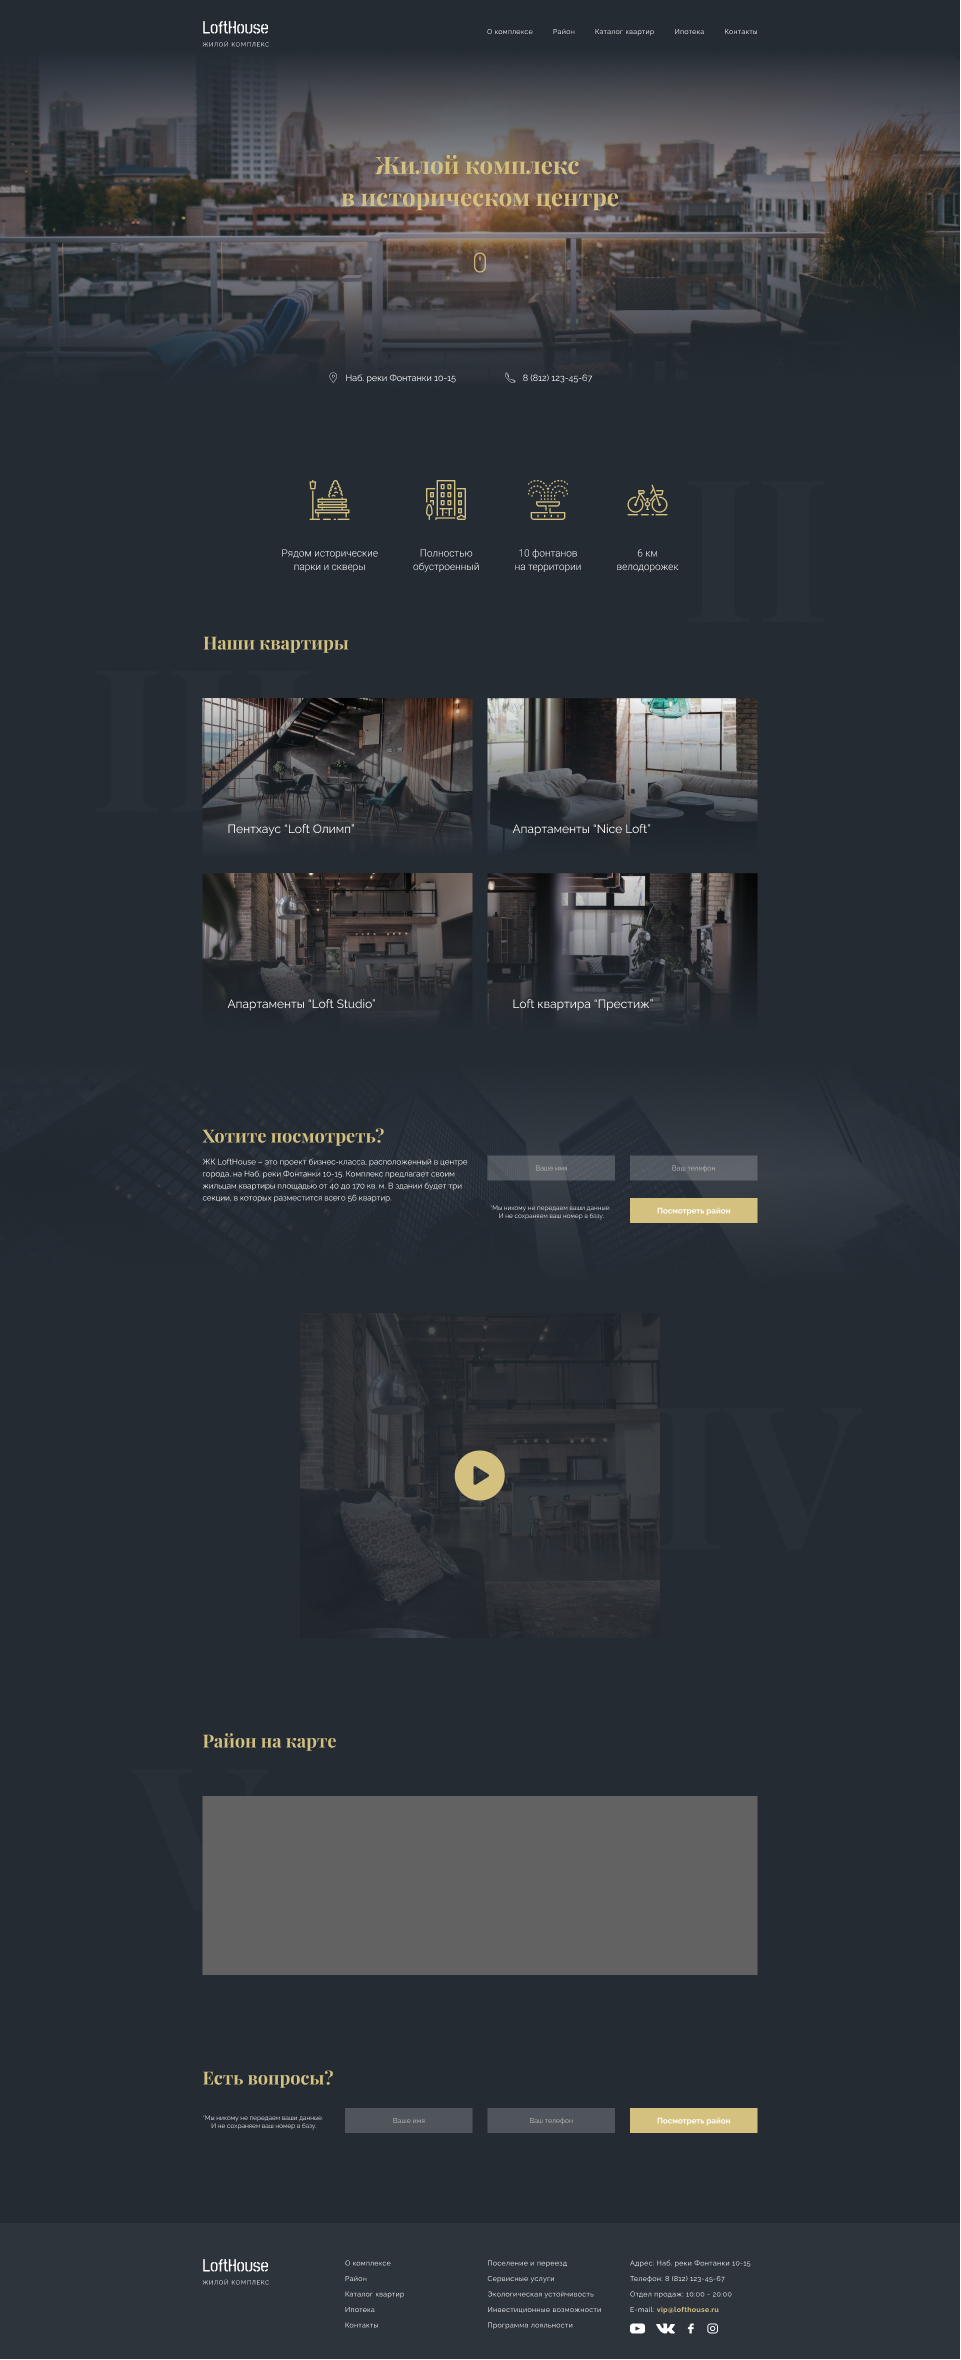 LoftHouse
ЖИЛОЙ КОМПЛЕКС
О комплексе
Район
Каталог квартир
Ипотека
Контакты
Жилой комплекс
в историческом центре
Наб. реки Фонтанки 10-15
8 (812) 123-45-67
II
Рядом исторические
парки и скверы
Полностью
обустроенный
10 фонтанов
на территории
6 км
велодорожек
Наши квартиры
III
Пентхаус “Loft Олимп”
Апартаменты “Nice Loft”
Апартаменты “Loft Studio”
Loft квартира “Престиж”
Хотите посмотреть?
ЖК LoftHouse – это проект бизнес-класса, расположенный в центре
города, на Наб. реки Фонтанки 10-15. Комплекс предлагает своим
жильцам квартиры площадью от 40 до 170 кв. м. В здании будет три
секции, в которых разместится всего 56 квартир.
Ваше имя
Ваш телефон
*Мы никому не передаем ваши данные.
И не сохраняем ваш номер в базу.
Посмотреть район
IV
Район на карте
V
Есть вопросы?
*Мы никому не передаем ваши данные.
И не сохраняем ваш номер в базу.
Ваше имя
Ваш телефон
Посмотреть район
LoftHouse
ЖИЛОЙ КОМПЛЕКС
О комплексе
Район
Каталог квартир
Ипотека
Контакты
Поселение и переезд
Сервисные услуги
Экологическая устойчивость
Инвестиционные возможности
Программа лояльности
Адрес: Наб. реки Фонтанки 10-15
Телефон: 8 (812) 123-45-67
Отдел продаж: 10:00 - 20:00
E-mail: vip@lofthouse.ru